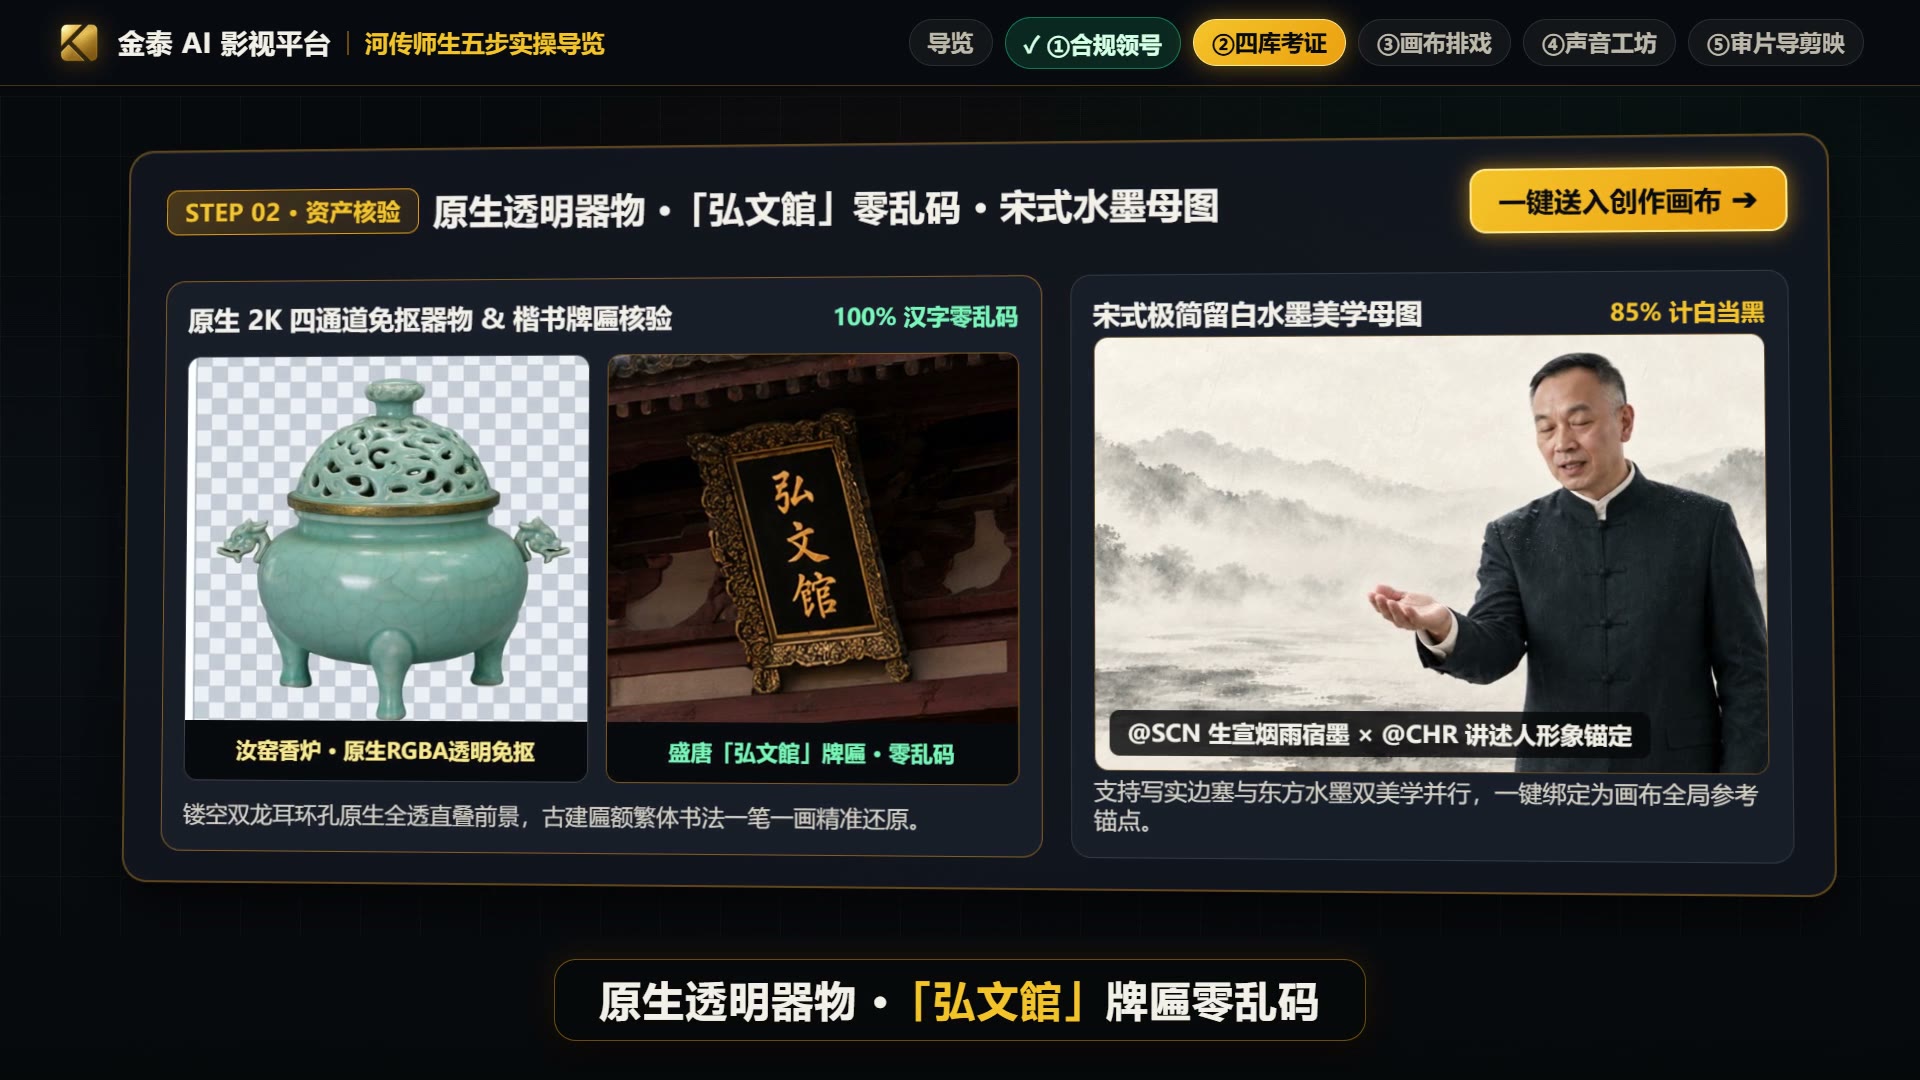 金泰 AI 影视平台 | 河传师生五步实操导览
导览
✓ ①合规领号
②四库考证
③画布排戏
④声音工坊
⑤审片导剪映
STEP 02 • 资产核验
原生透明器物 •「弘文館」零乱码 • 宋式水墨母图
一键送入创作画布 →
原生 2K 四通道免抠器物 & 楷书牌匾核验
100% 汉字零乱码
弘
文
館
汝窑香炉 • 原生RGBA透明免抠
盛唐「弘文館」牌匾 • 零乱码
镂空双龙耳环孔原生全透直叠前景，古建匾额繁体书法一笔一画精准还原。
宋式极简留白水墨美学母图
85% 计白当黑
@SCN 生宣烟雨宿墨 × @CHR 讲述人形象锚定
支持写实边塞与东方水墨双美学并行，一键绑定为画布全局参考
锚点。
原生透明器物 •「弘文館」牌匾零乱码